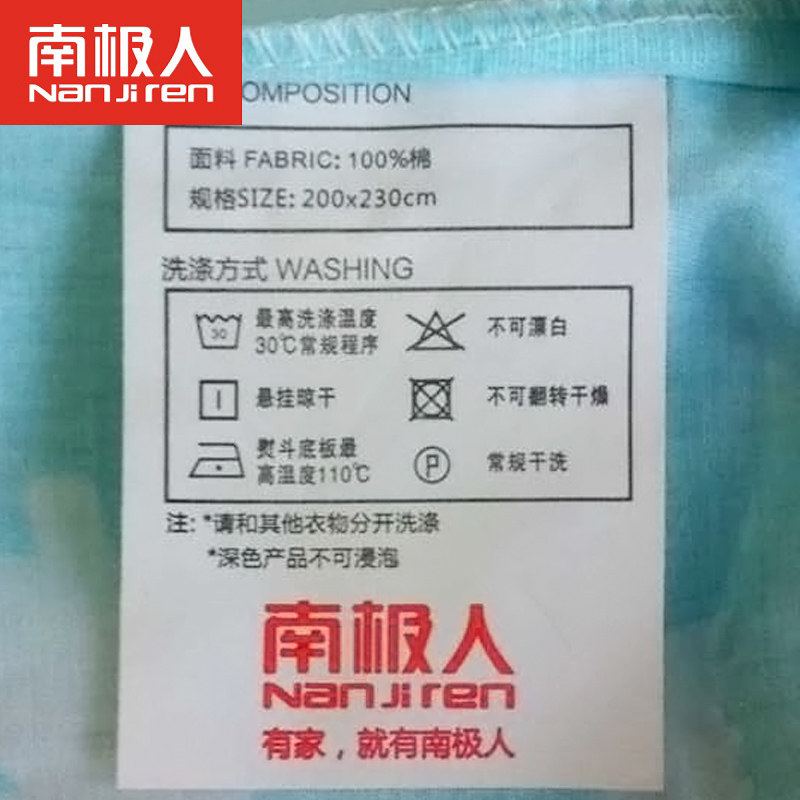 南极人
NanJiren
OMPOSITION
面料 FABRIC: 100%棉
规格SIZE: 200x230cm
洗涤方式 WASHING
30
最高洗涤温度
30℃常规程序
不可漂白
悬挂晾干
不可翻转干燥
熨斗底板最
高温度110℃
P
常规干洗
注: *请和其他衣物分开洗涤
*深色产品不可浸泡
南极人
NanJiren
有家，就有南极人